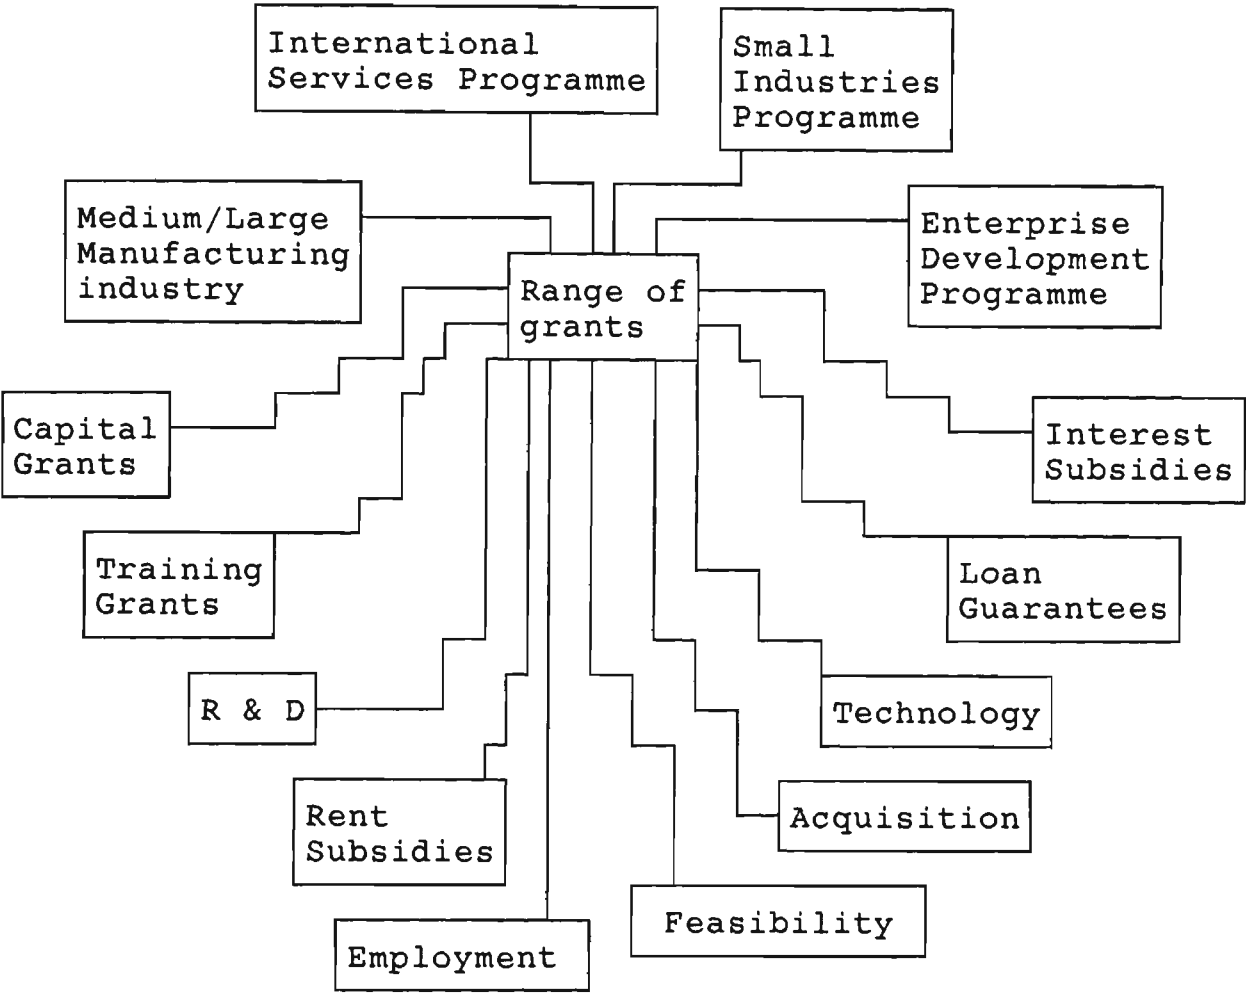 International
Services Programme
Small
Industries
Programme
Medium/Large
Manufacturing
industry
Enterprise
Development
Programme
Range of
grants
Capital
Grants
Interest
Subsidies
Training
Grants
Loan
Guarantees
R & D
Technology
Rent
Subsidies
Acquisition
Feasibility
Employment